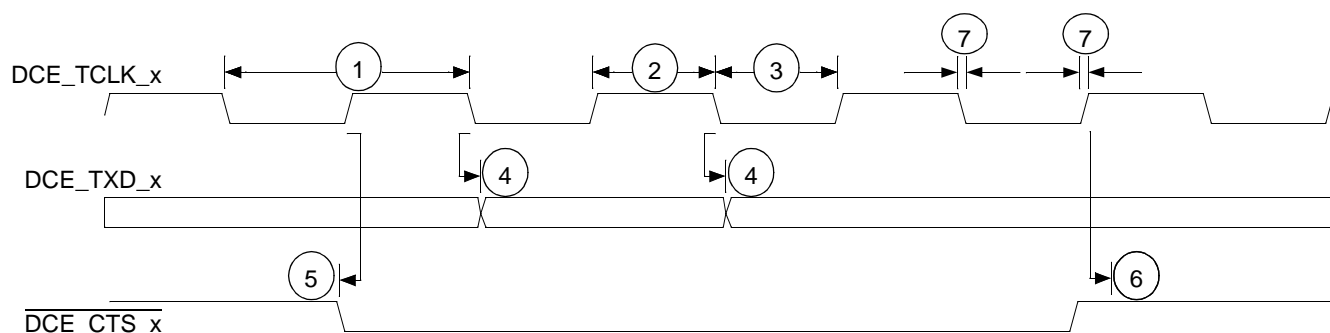 7 7
1 2 3
DCE_TCLK_x
4 4
DCE_TXD_x
5 6
DCE_CTS_x